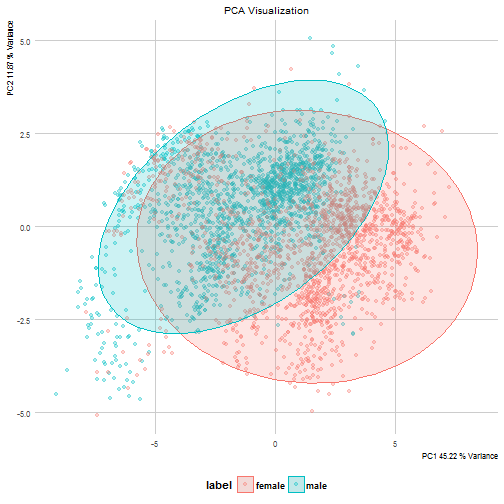 PCA Visualization
PC2 11.87 % Variance
5.0
2.5
0.0
-2.5
-5.0
-5
0
5
PC1 45.22 % Variance
label female male